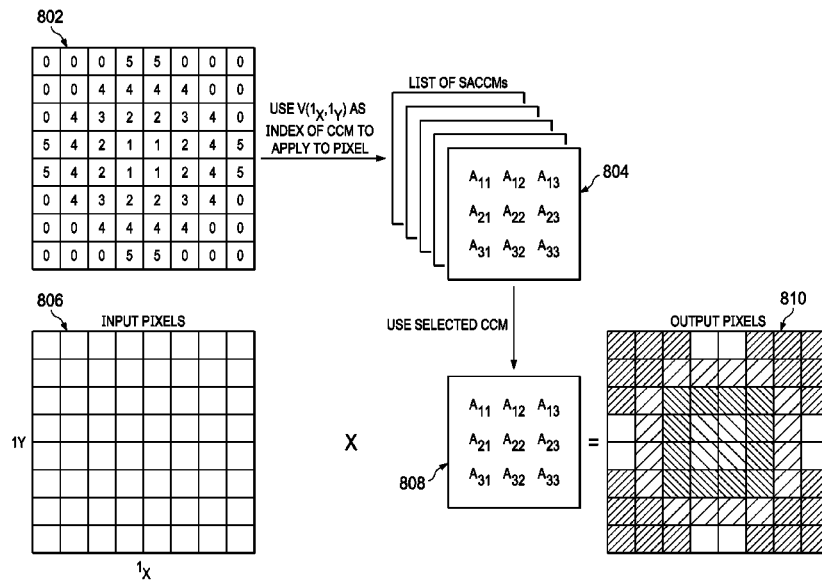 802
0 0 0 5 5 0 0 0
0 0 4 4 4 4 0 0
0 4 3 2 2 3 4 0
5 4 2 1 1 2 4 5
5 4 2 1 1 2 4 5
0 4 3 2 2 3 4 0
0 0 4 4 4 4 0 0
0 0 0 5 5 0 0 0
USE V(1X,1Y) AS
INDEX OF CCM TO
APPLY TO PIXEL
LIST OF SACCMs
804
A11 A12 A13
A21 A22 A23
A31 A32 A33
806
INPUT PIXELS
1Y
1X
USE SELECTED CCM
X
A11 A12 A13
A21 A22 A23
A31 A32 A33
808
=
OUTPUT PIXELS
810